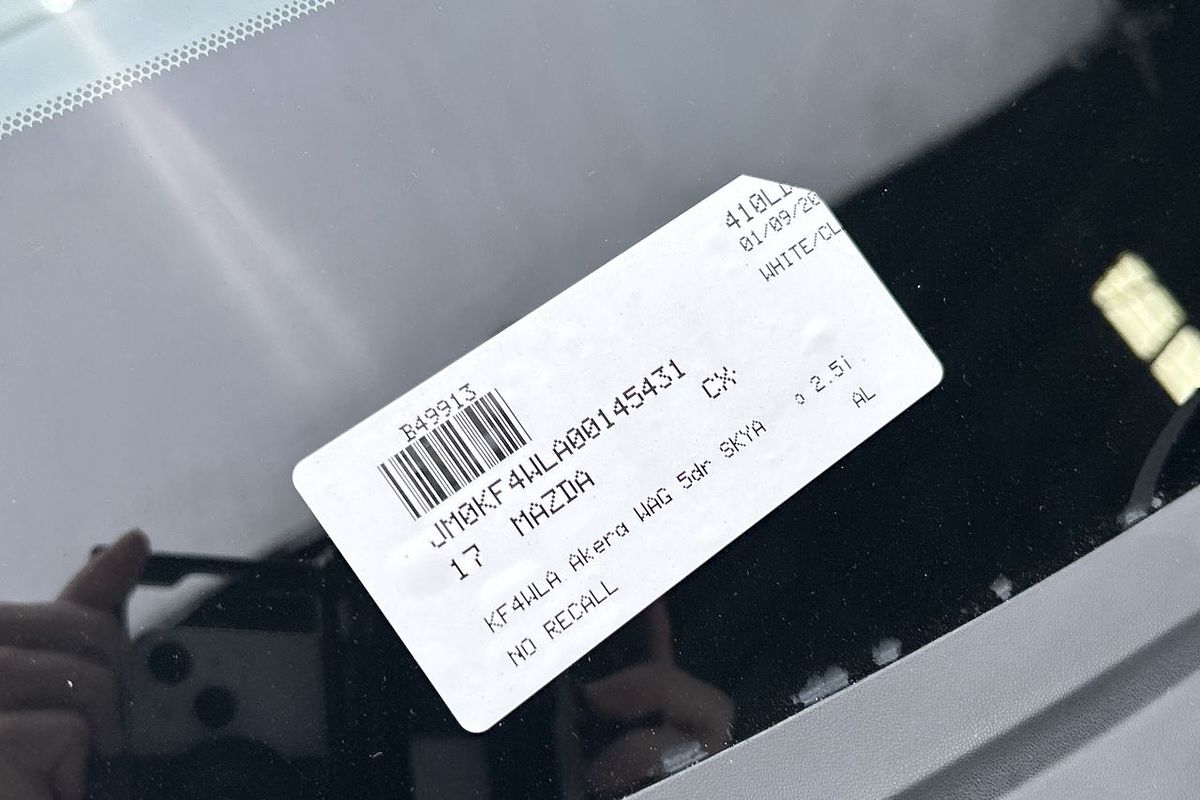 B49913
JM0KF4WLA00145431
17 MAZDA CX-
KF4WLA Akera WAG 5dr SKYA o 2.5i
AL
NO RECALL
01/09/20
WHITE/CL